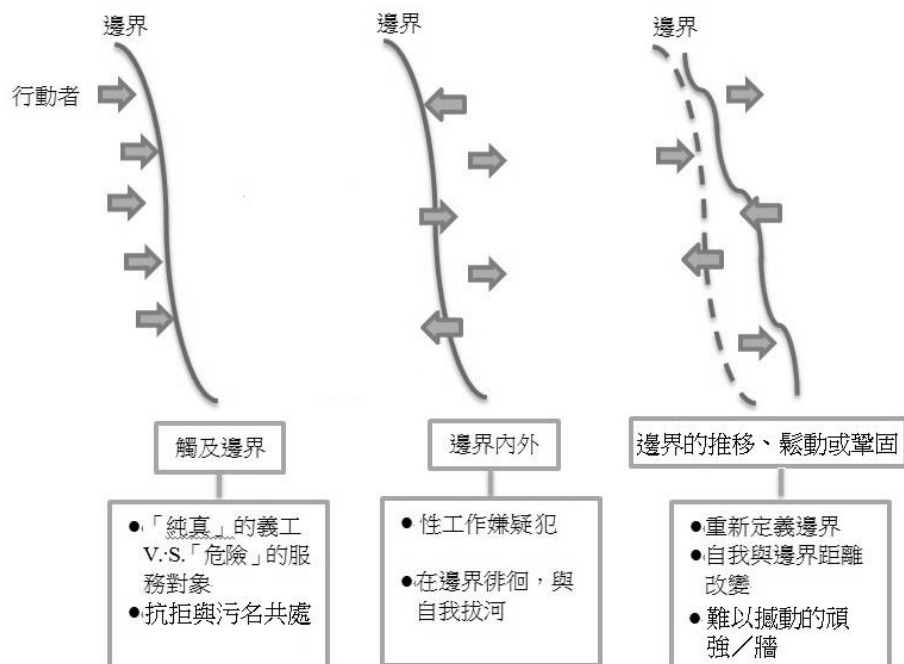 邊界
邊界
邊界
行動者
觸及邊界
邊界內外
邊界的推移、鬆動或鞏固
●「純真」的義工
V.S.「危險」的服
務對象
●抗拒與污名共處
●性工作嫌疑犯
●在邊界徘徊，與
自我拔河
●重新定義邊界
●自我與邊界距離
改變
●難以撼動的頑
強／牆